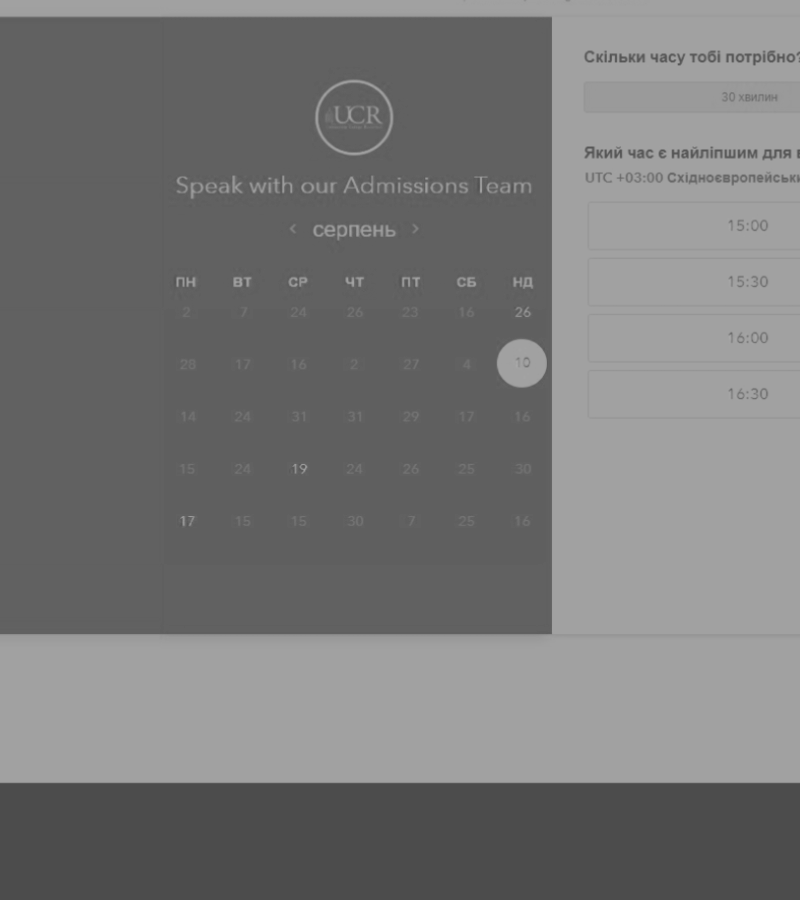 UCR
Speak with our Admissions Team
‹ серпень ›
ПН ВТ СР ЧТ ПТ СБ НД
2 7 24 26 23 16 26
28 17 16 2 27 4 10
14 24 31 31 29 17 16
15 24 19 24 26 25 30
17 15 15 30 7 25 16
Скільки часу тобі потрібно?
30 хвилин
Який час є найліпшим для
UTC +03:00
15:00
15:30
16:00
16:30